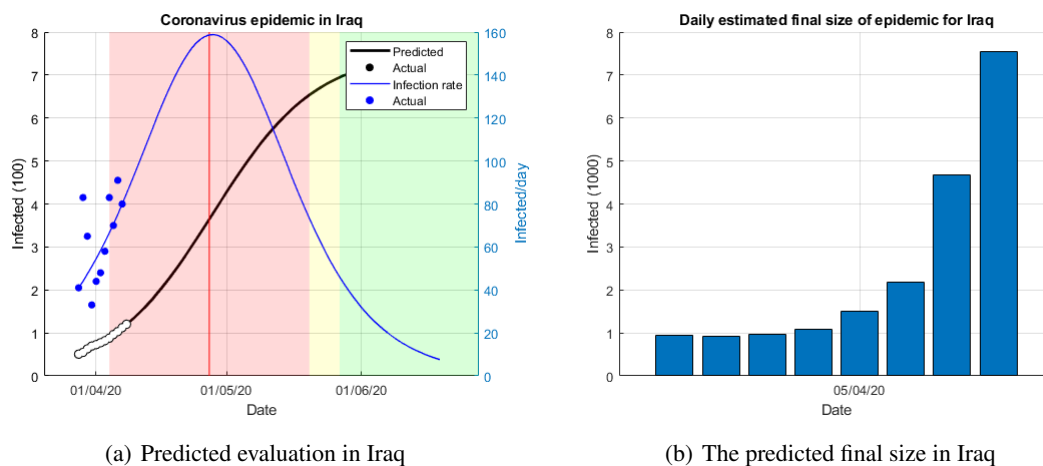 Coronavirus epidemic in Iraq
8
7
6
5
4
3
2
1
0
Infected (100)
160
140
120
100
80
60
40
20
0
Infected/day
Predicted
Actual
Infection rate
Actual
01/04/20
01/05/20
01/06/20
Date
(a) Predicted evaluation in Iraq
Daily estimated final size of epidemic for Iraq
8
7
6
5
4
3
2
1
0
Infected (1000)
05/04/20
Date
(b) The predicted final size in Iraq